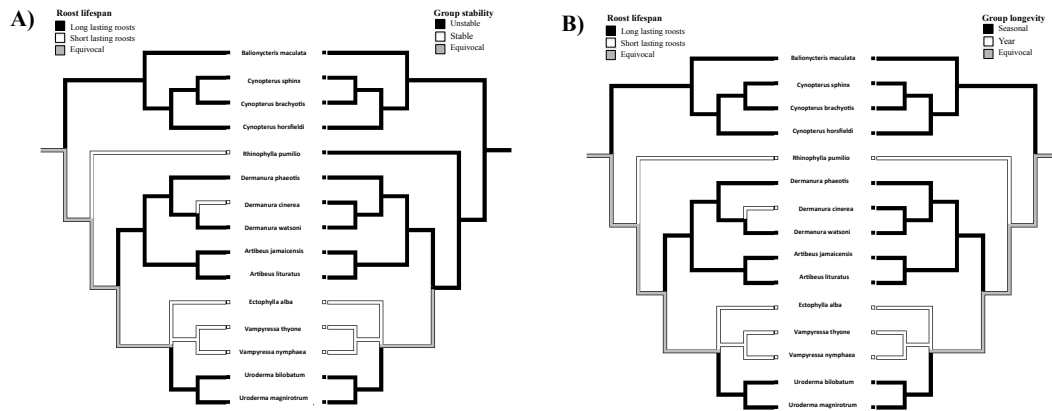 A)
Roost lifespan
Long lasting roosts
Short lasting roosts
Equivocal
Group stability
Unstable
Stable
Equivocal
Balionycteris maculata
Cynopterus sphinx
Cynopterus brachyotis
Cynopterus horsfieldi
Rhinophylla pumilio
Dermanura phaeotis
Dermanura cinerea
Dermanura watsoni
Artibeus jamaicensis
Artibeus lituratus
Ectophylla alba
Vampyressa thyone
Vampyressa nymphaea
Uroderma bilobatum
Uroderma magnirotrum
B)
Roost lifespan
Long lasting roosts
Short lasting roosts
Equivocal
Group longevity
Seasonal
Year
Equivocal
Balionycteris maculata
Cynopterus sphinx
Cynopterus brachyotis
Cynopterus horsfieldi
Rhinophylla pumilio
Dermanura phaeotis
Dermanura cinerea
Dermanura watsoni
Artibeus jamaicensis
Artibeus lituratus
Ectophylla alba
Vampyressa thyone
Vampyressa nymphaea
Uroderma bilobatum
Uroderma magnirotrum